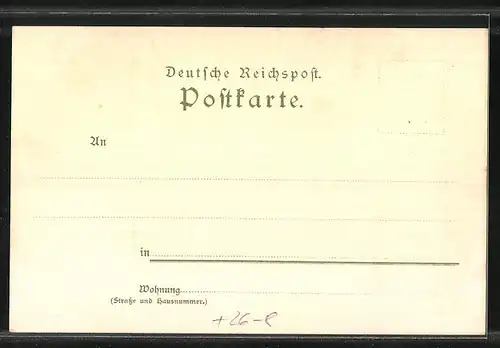 Deutſche Reichspoſt.
Poſtkarte.
An
in
Wohnung
(Straße und Hausnummer.)
+26-8